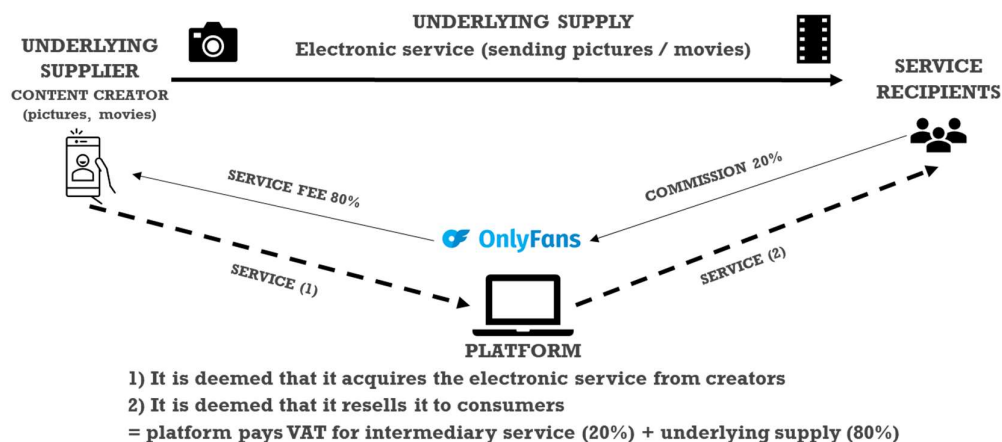 UNDERLYING SUPPLY
Electronic service (sending pictures / movies)
UNDERLYING
SUPPLIER
CONTENT CREATOR
(pictures, movies)
SERVICE
RECIPIENTS
SERVICE FEE 80%
COMMISSION 20%
OnlyFans
SERVICE (1)
SERVICE (2)
PLATFORM
1) It is deemed that it acquires the electronic service from creators
2) It is deemed that it resells it to consumers
= platform pays VAT for intermediary service (20%) + underlying supply (80%)